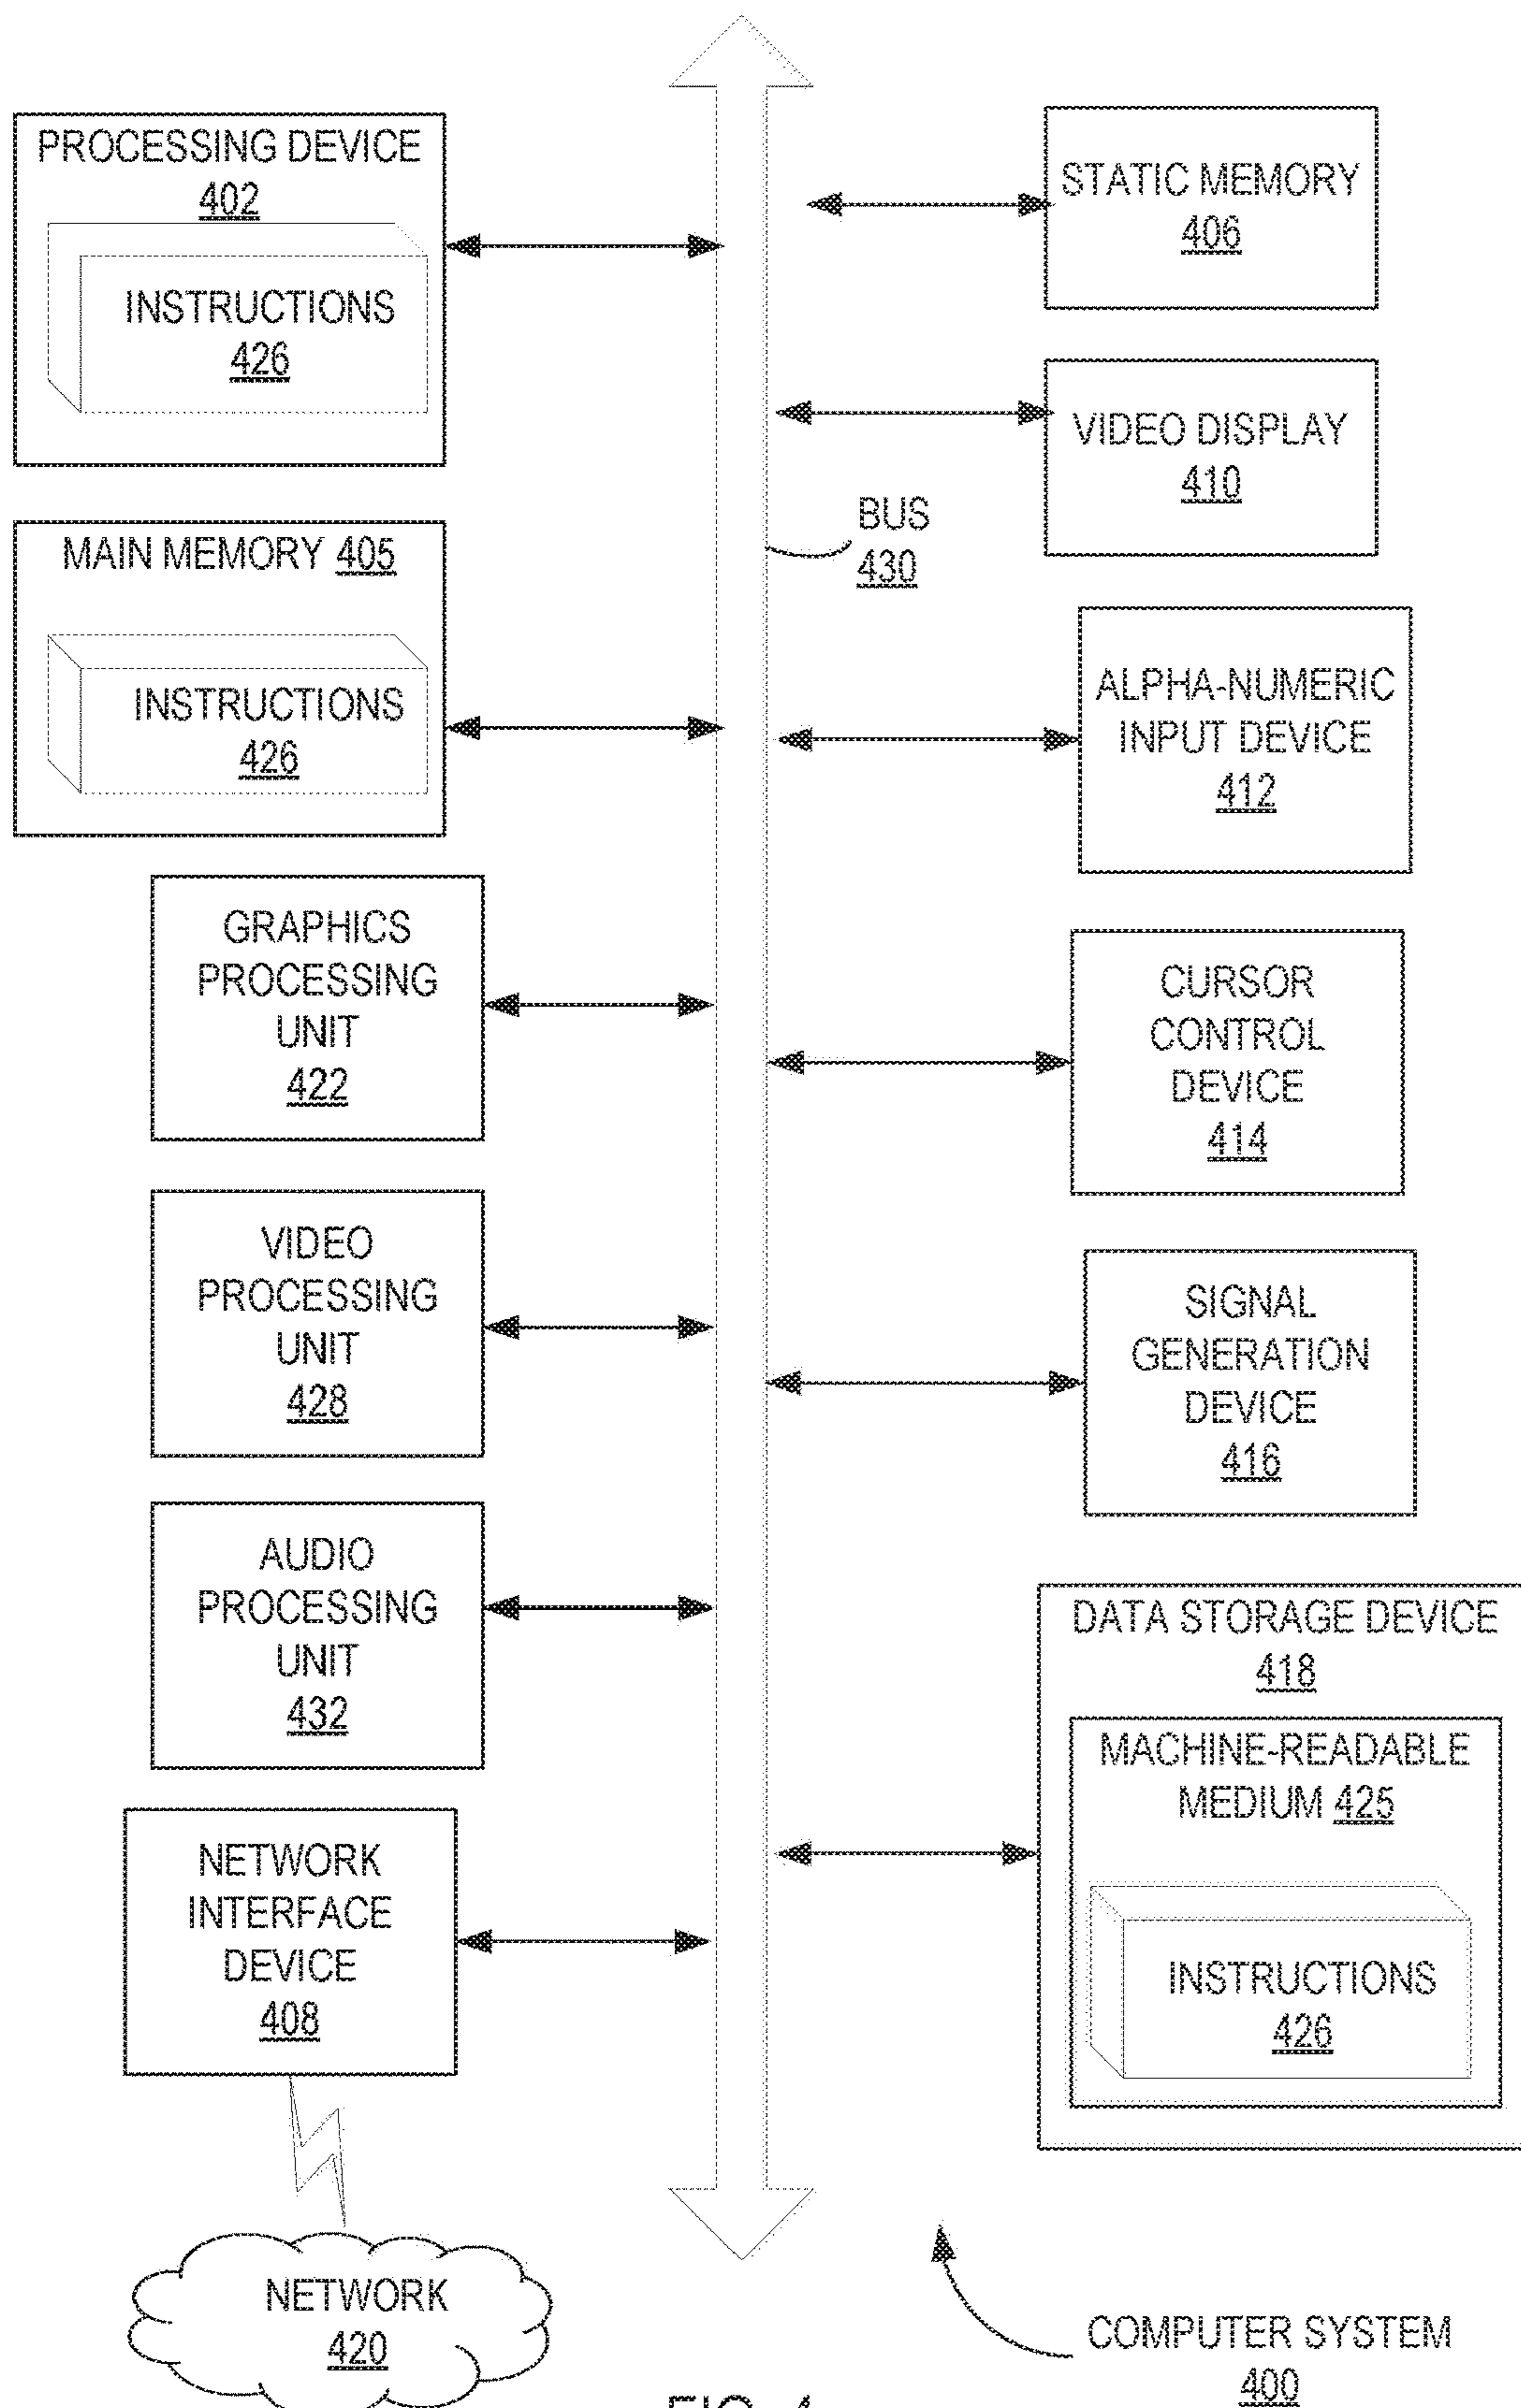 PROCESSING DEVICE
402
INSTRUCTIONS
426
MAIN MEMORY 405
INSTRUCTIONS
426
GRAPHICS
PROCESSING
UNIT
422
VIDEO
PROCESSING
UNIT
428
AUDIO
PROCESSING
UNIT
432
NETWORK
INTERFACE
DEVICE
408
NETWORK
420
BUS
430
STATIC MEMORY
406
VIDEO DISPLAY
410
ALPHA-NUMERIC
INPUT DEVICE
412
CURSOR
CONTROL
DEVICE
414
SIGNAL
GENERATION
DEVICE
416
DATA STORAGE DEVICE
418
MACHINE-READABLE
MEDIUM 425
INSTRUCTIONS
426
COMPUTER SYSTEM
400
FIG. 4